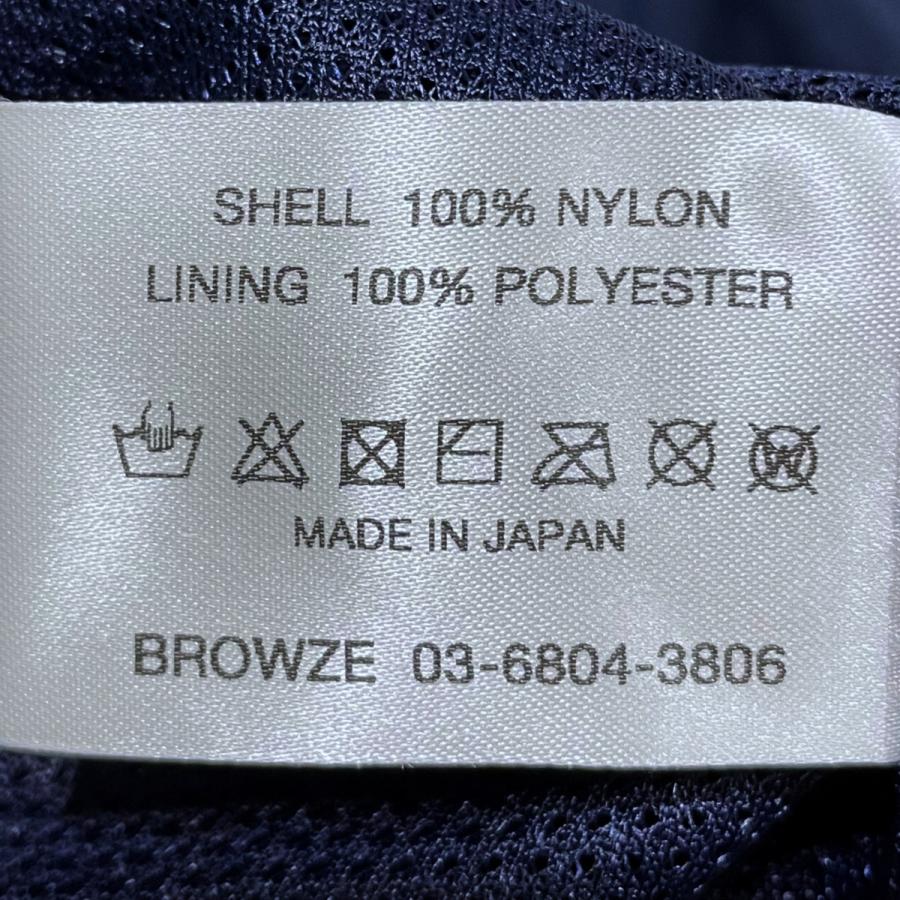 SHELL 100% NYLON
LINING 100% POLYESTER
W
MADE IN JAPAN
BROWZE 03-6804-3806